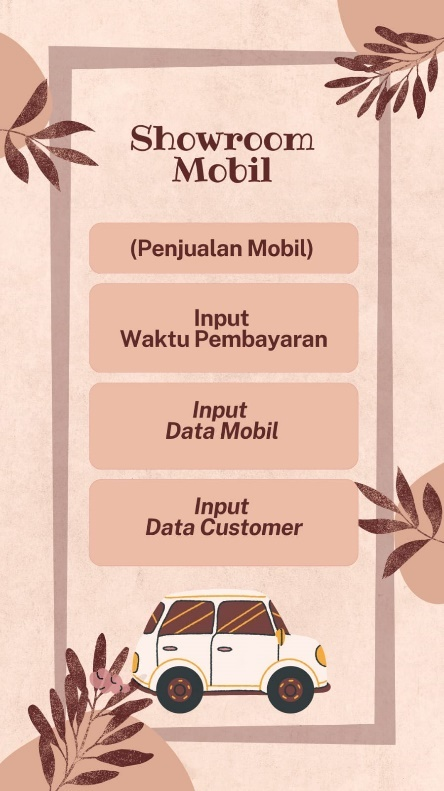 Showroom
Mobil
(Penjualan Mobil)
Input
Waktu Pembayaran
Input
Data Mobil
Input
Data Customer